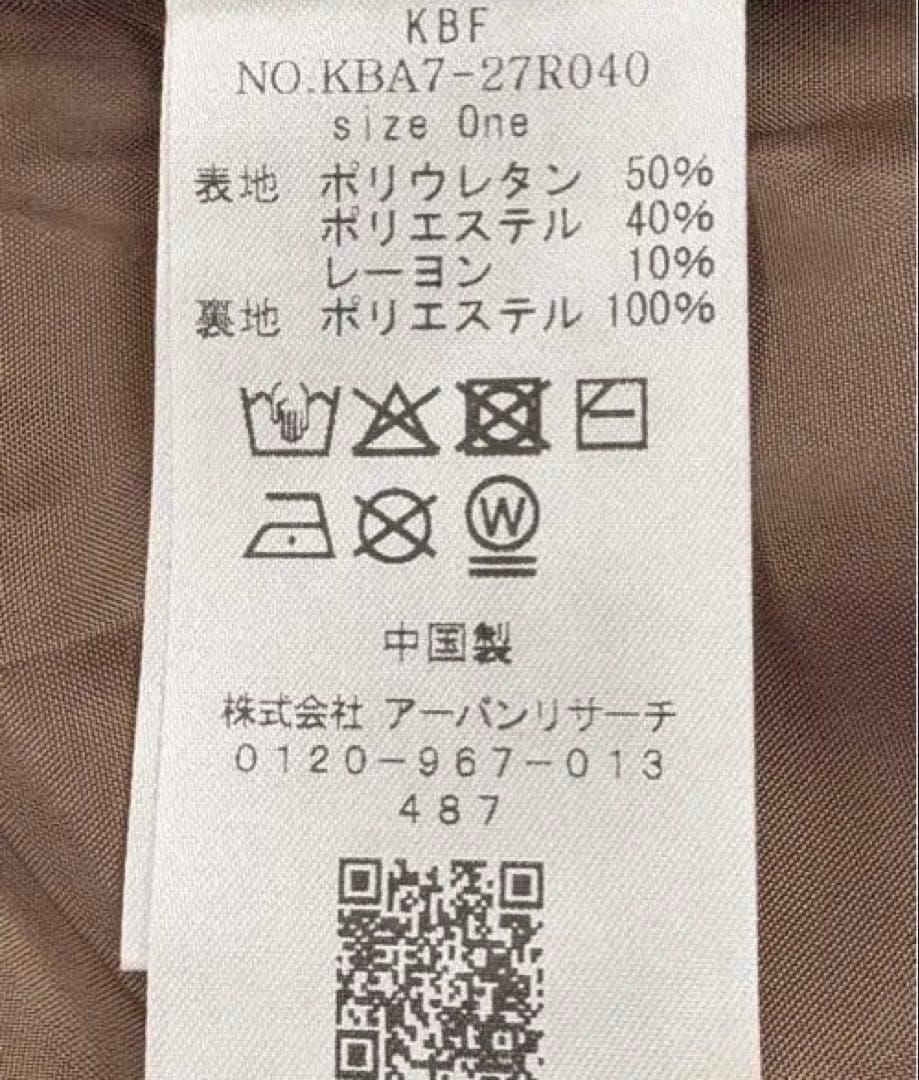 KBF
NO.KBA7-27R040
size One
表地 ポリウレタン 50%
ポリエステル 40%
レーヨン 10%
裏地 ポリエステル 100%
W
中国製
株式会社 アーバンリサーチ
0120-967-013
487